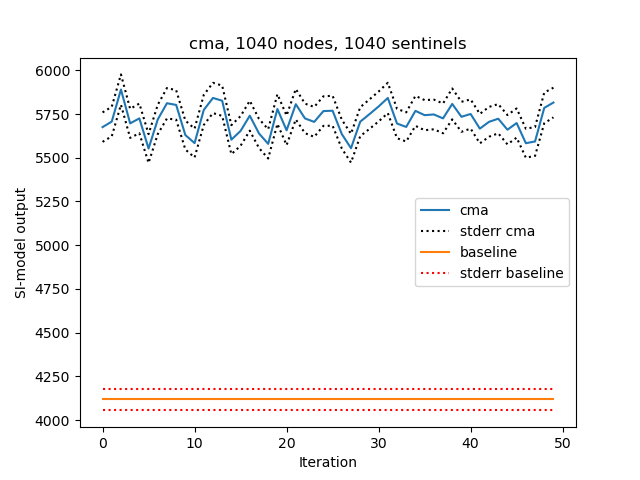 cma, 1040 nodes, 1040 sentinels
6000
5750
5500
5250
5000
4750
4500
4250
4000
SI-model output
cma
stderr cma
baseline
stderr baseline
0
10
20
30
40
50
Iteration